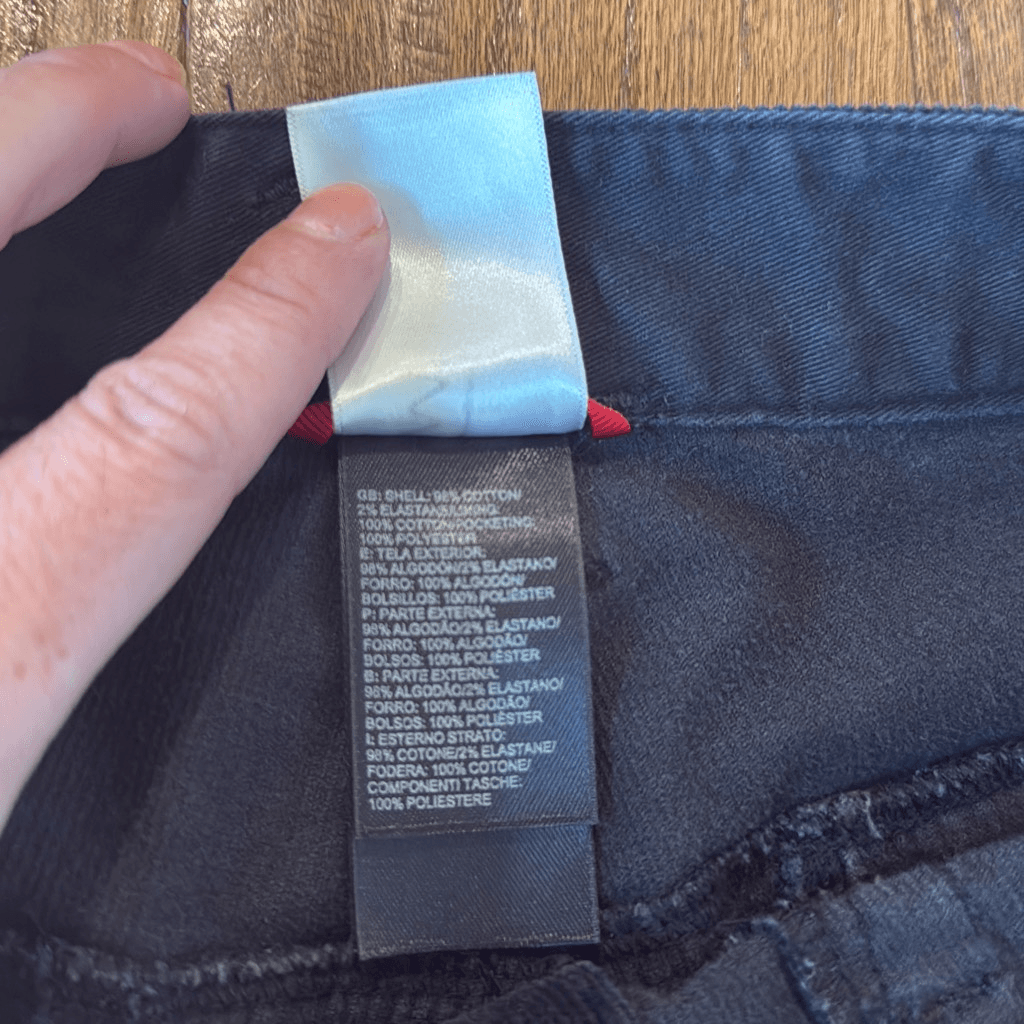 GB: SHELL: 98% COTTON/
2% ELASTANE/LINING:
100% COTTON/POCKETING:
100% POLYESTER
E: TELA EXTERIOR:
98% ALGODÓN/2% ELASTANO/
FORRO: 100% ALGODÓN/
BOLSILLOS: 100% POLIÉSTER
P: PARTE EXTERNA:
98% ALGODÃO/2% ELASTANO/
FORRO: 100% ALGODÃO/
BOLSOS: 100% POLIÉSTER
B: PARTE EXTERNA:
98% ALGODÃO/2% ELASTANO/
FORRO: 100% ALGODÃO/
BOLSOS: 100% POLIÉSTER
I: ESTERNO STRATO:
98% COTONE/2% ELASTANE/
FODERA: 100% COTONE/
COMPONENTI TASCHE:
100% POLIESTERE